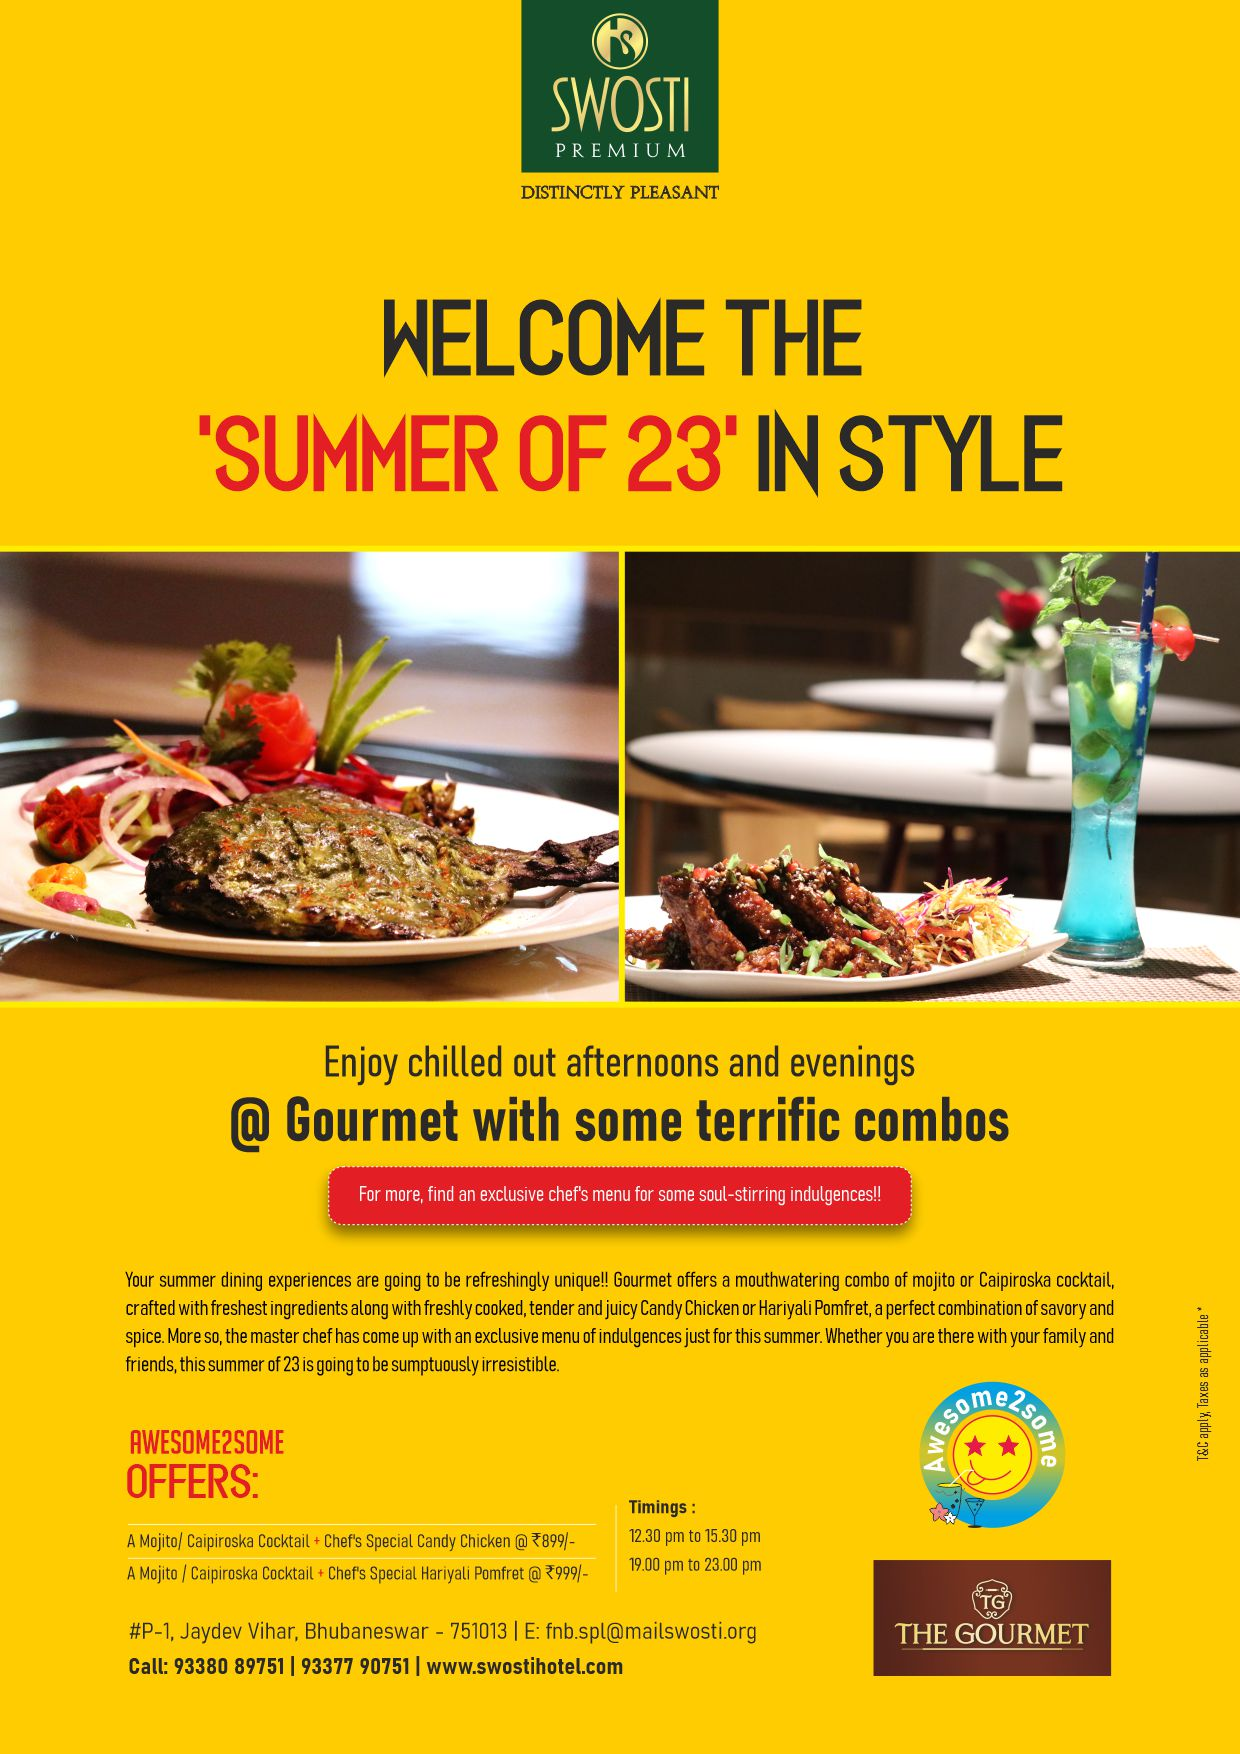 SWOSTI
PREMIUM
DISTINCTLY PLEASANT
WELCOME THE
'SUMMER OF 23' IN STYLE
Enjoy chilled out afternoons and evenings
@ Gourmet with some terrific combos
For more, find an exclusive chef's menu for some soul-stirring indulgences!!
Your summer dining experiences are going to be refreshingly unique!! Gourmet offers a mouthwatering combo of mojito or Caipiroska cocktail,
crafted with freshest ingredients along with freshly cooked, tender and juicy Candy Chicken or Hariyali Pomfret, a perfect combination of savory and
spice. More so, the master chef has come up with an exclusive menu of indulgences just for this summer. Whether you are there with your family and
friends, this summer of 23 is going to be sumptuously irresistible.
T&C apply, Taxes as applicable *
Awesome2some
AWESOME2SOME
OFFERS:
A Mojito/ Caipiroska Cocktail + Chef's Special Candy Chicken @ ₹899/-
A Mojito / Caipiroska Cocktail + Chef's Special Hariyali Pomfret @ ₹999/-
Timings :
12.30 pm to 15.30 pm
19.00 pm to 23.00 pm
#P-1, Jaydev Vihar, Bhubaneswar - 751013 | E: fnb.spl@mailswosti.org
Call: 93380 89751 | 93377 90751 | www.swostihotel.com
TG
THE GOURMET